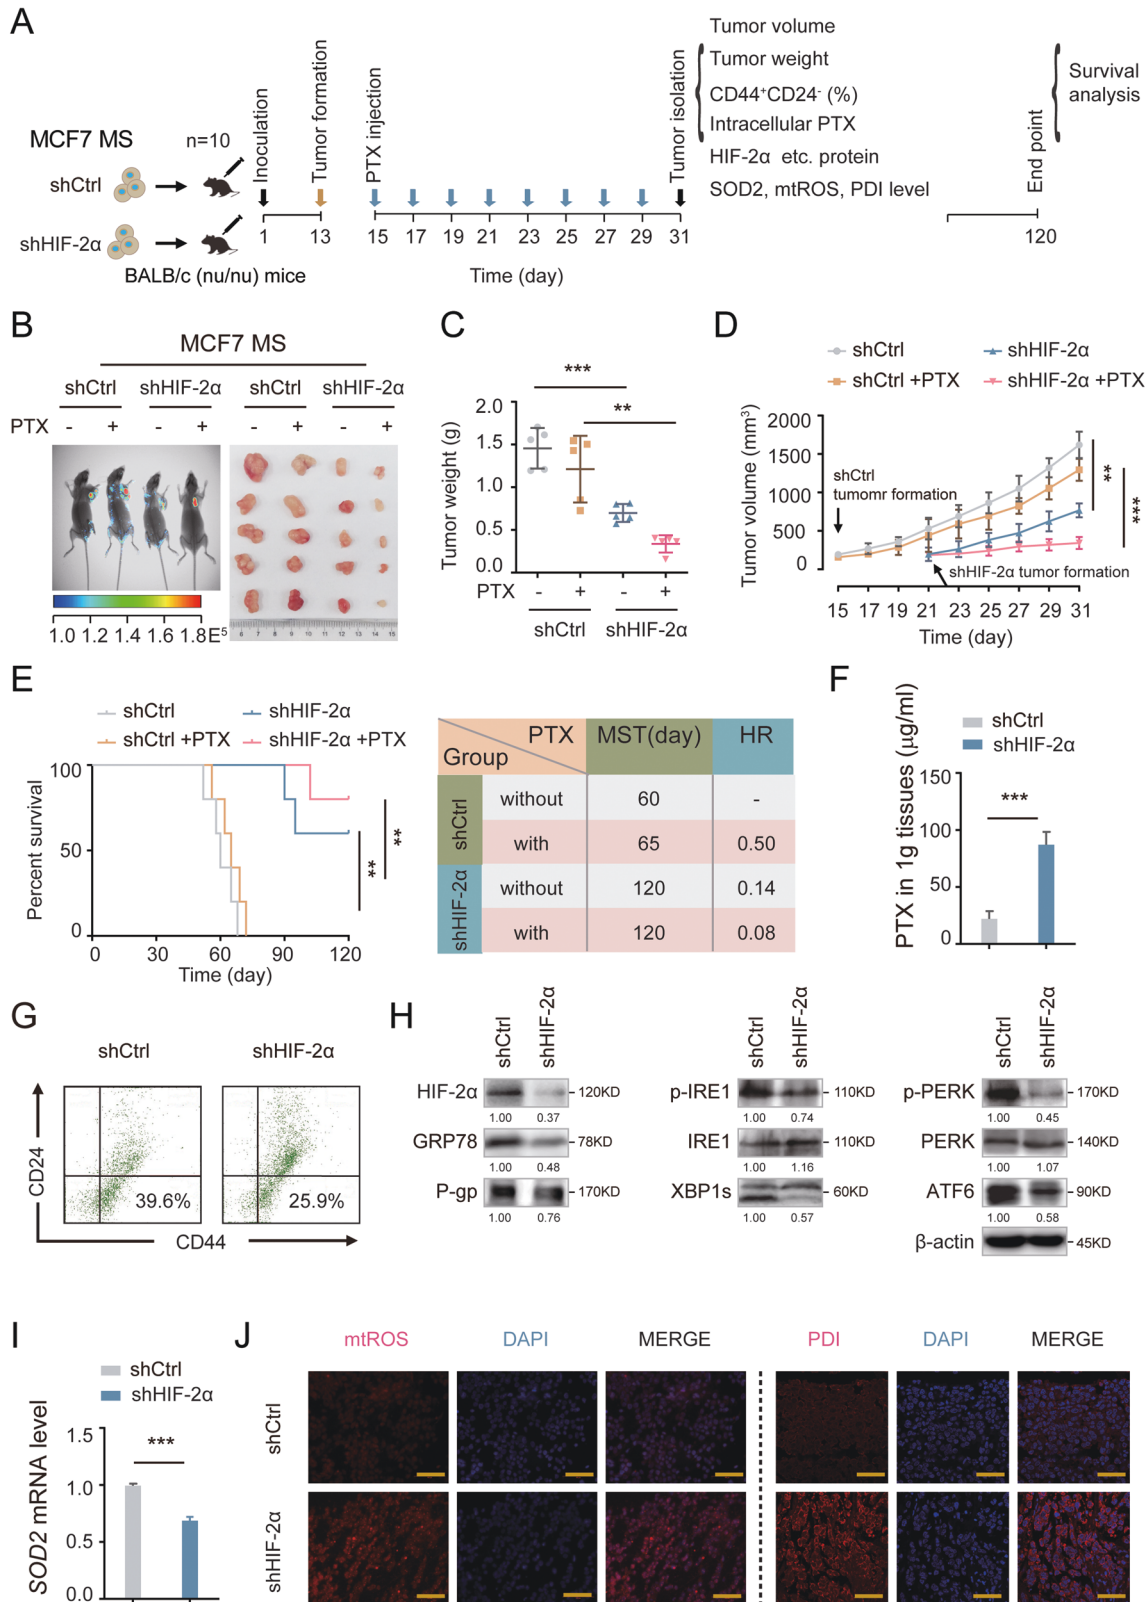 A
MCF7 MS
n=10
shCtrl
shHIF-2α
BALB/c (nu/nu) mice
Inoculation
Tumor formation
PTX injection
Tumor isolation
End point
1 13 15 17 19 21 23 25 27 29 31 120
Time (day)
Tumor volume
Tumor weight
CD44⁺CD24⁻ (%)
Intracellular PTX
HIF-2α etc. protein
SOD2, mtROS, PDI level
Survival
analysis
B
MCF7 MS
shCtrl shHIF-2α shCtrl shHIF-2α
PTX - + - + - + - +
1.0 1.2 1.4 1.6 1.8E⁵
6 7 8 9 10 11 12 13 14 15
C
Tumor weight (g)
***
**
2.0
1.5
1.0
0.5
0
PTX - + - +
shCtrl shHIF-2α
D
shCtrl shHIF-2α
shCtrl +PTX shHIF-2α +PTX
Tumor volume (mm³)
2000
1500
1000
500
0
shCtrl
tumomr formation
shHIF-2α tumor formation
**
***
15 17 19 21 23 25 27 29 31
Time (day)
E
shCtrl shHIF-2α
shCtrl +PTX shHIF-2α +PTX
Percent survival
100
50
0
0 30 60 90 120
Time (day)
**
**
PTX MST(day) HR
Group
shCtrl
without 60 -
with 65 0.50
shHIF-2α
without 120 0.14
with 120 0.08
F
shCtrl
shHIF-2α
PTX in 1g tissues (μg/ml)
150
100
50
0
***
G
shCtrl shHIF-2α
CD24
39.6% 25.9%
CD44
H
shCtrl shHIF-2α shCtrl shHIF-2α shCtrl shHIF-2α
HIF-2α 120KD
1.00 0.37
GRP78 78KD
1.00 0.48
P-gp 170KD
1.00 0.76
p-IRE1 110KD
1.00 0.74
IRE1 110KD
1.00 1.16
XBP1s 60KD
1.00 0.57
p-PERK 170KD
1.00 0.45
PERK 140KD
1.00 1.07
ATF6 90KD
1.00 0.58
β-actin 45KD
I
shCtrl
shHIF-2α
SOD2 mRNA level
1.5
1.0
0.5
0.0
***
J
mtROS DAPI MERGE PDI DAPI MERGE
shCtrl
shHIF-2α